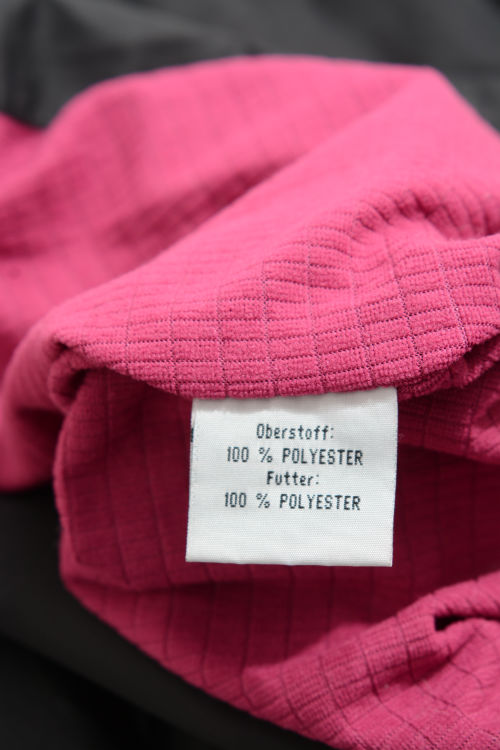 Oberstoff:
100 % POLYESTER
Futter:
100 % POLYESTER